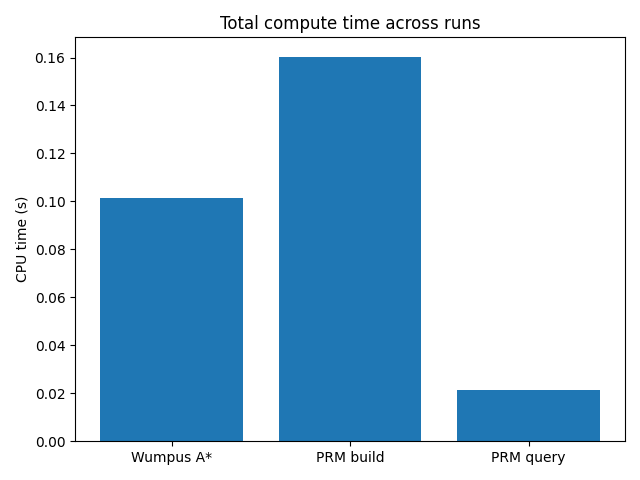 Total compute time across runs
CPU time (s)
0.16
0.14
0.12
0.10
0.08
0.06
0.04
0.02
0.00
Wumpus A*
PRM build
PRM query